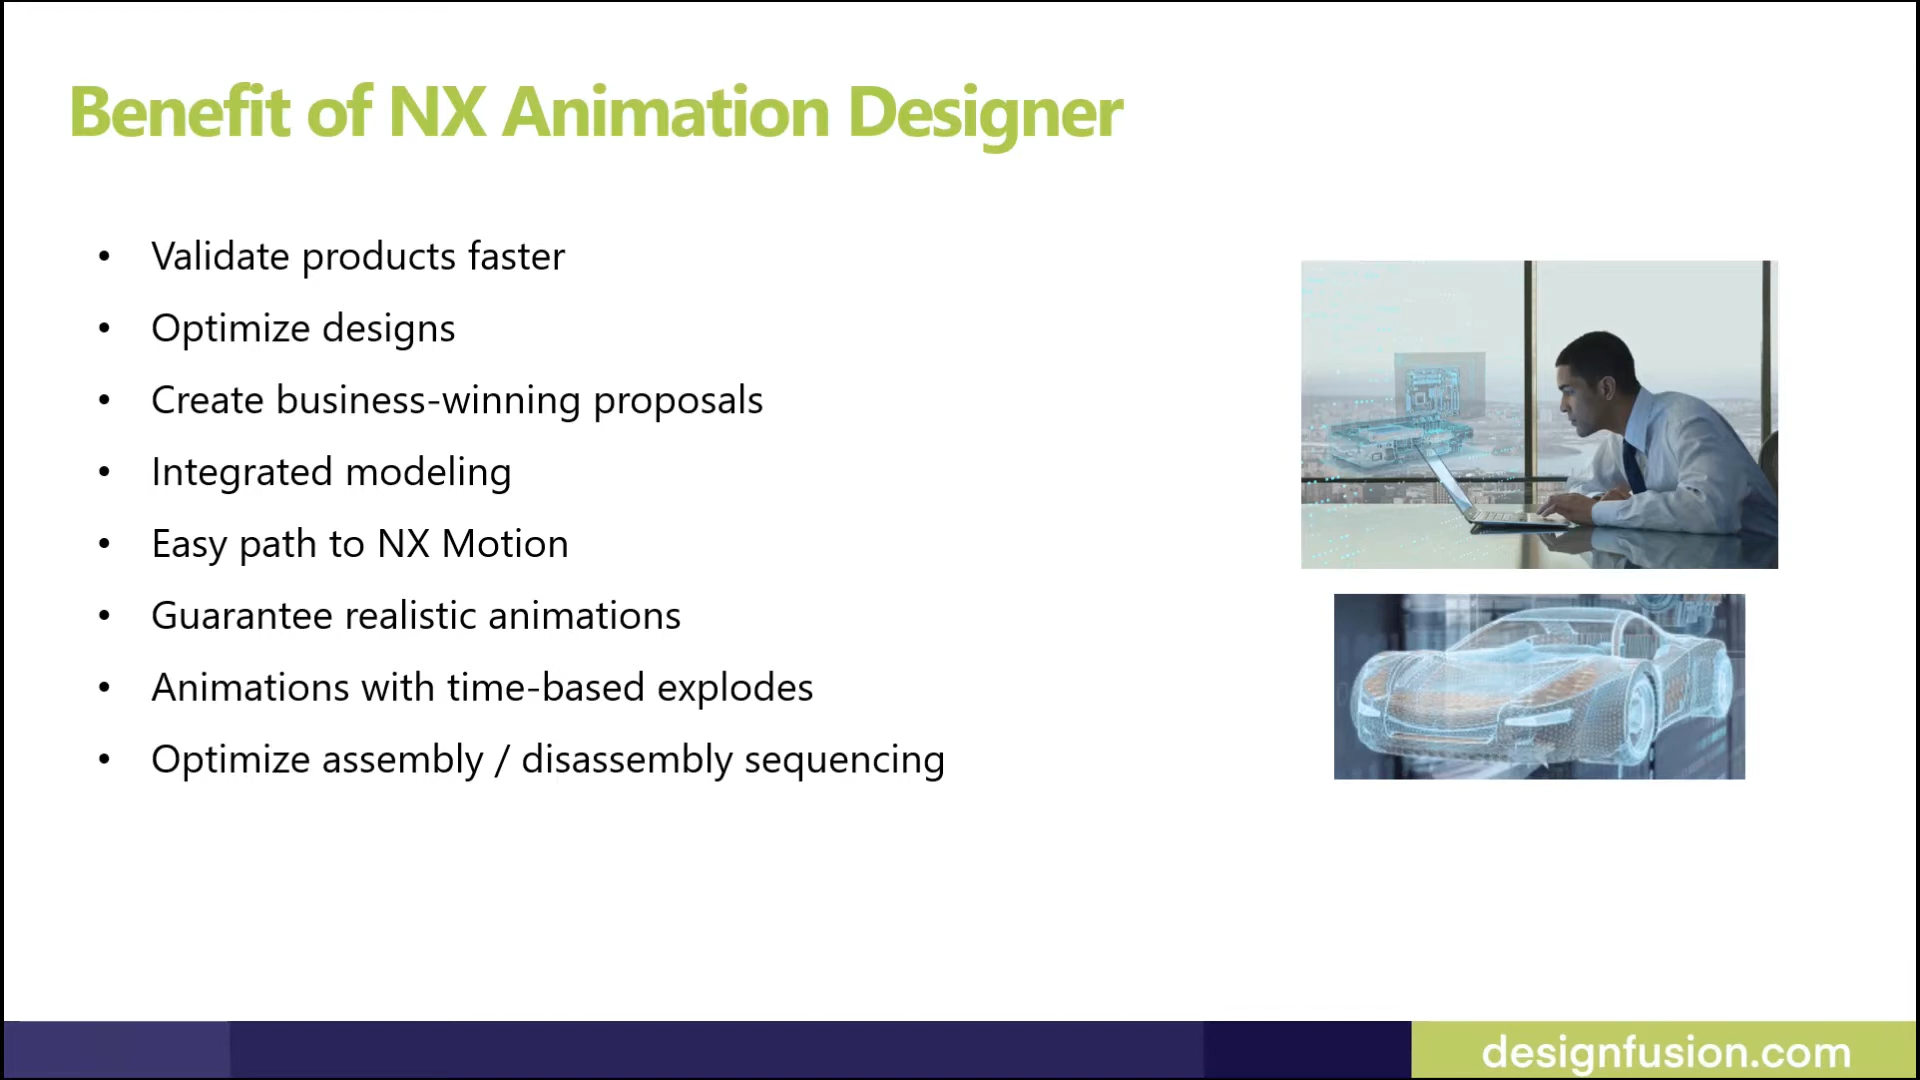 Benefit of NX Animation Designer
• Validate products faster
• Optimize designs
• Create business-winning proposals
• Integrated modeling
• Easy path to NX Motion
• Guarantee realistic animations
• Animations with time-based explodes
• Optimize assembly / disassembly sequencing
designfusion.com